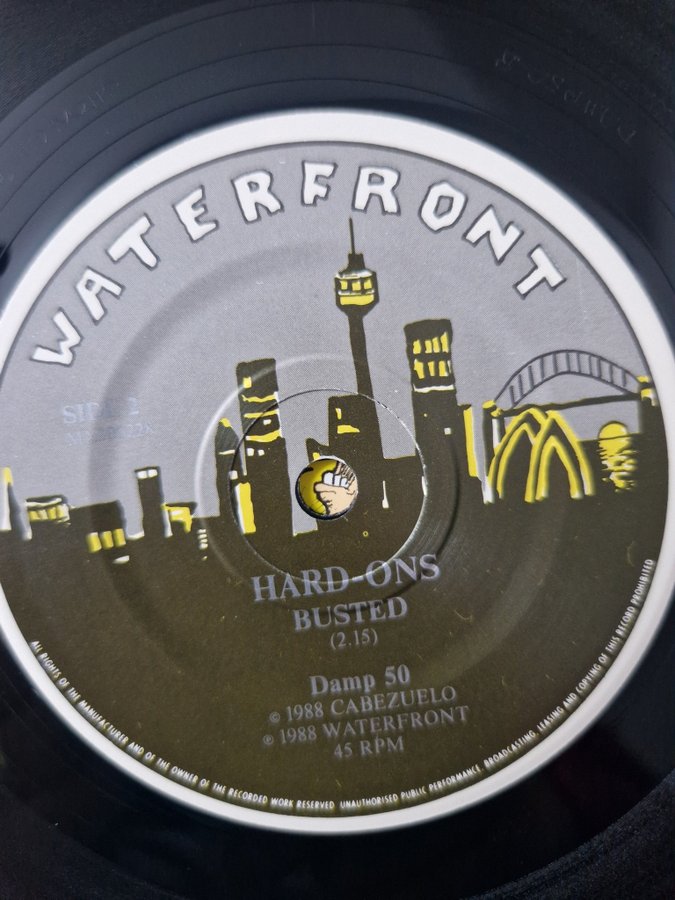 WATERFRONT
SIDE 2
HARD-ONS
BUSTED
(2.15)
Damp 50
© 1988 CABEZUELO
℗ 1988 WATERFRONT
45 RPM
ALL RIGHTS OF THE MANUFACTURER AND OF THE OWNER OF THE RECORDED WORK RESERVED UNAUTHORISED PUBLIC PERFORMANCE, BROADCASTING, LEASING AND COPYING OF THIS RECORD PROHIBITED